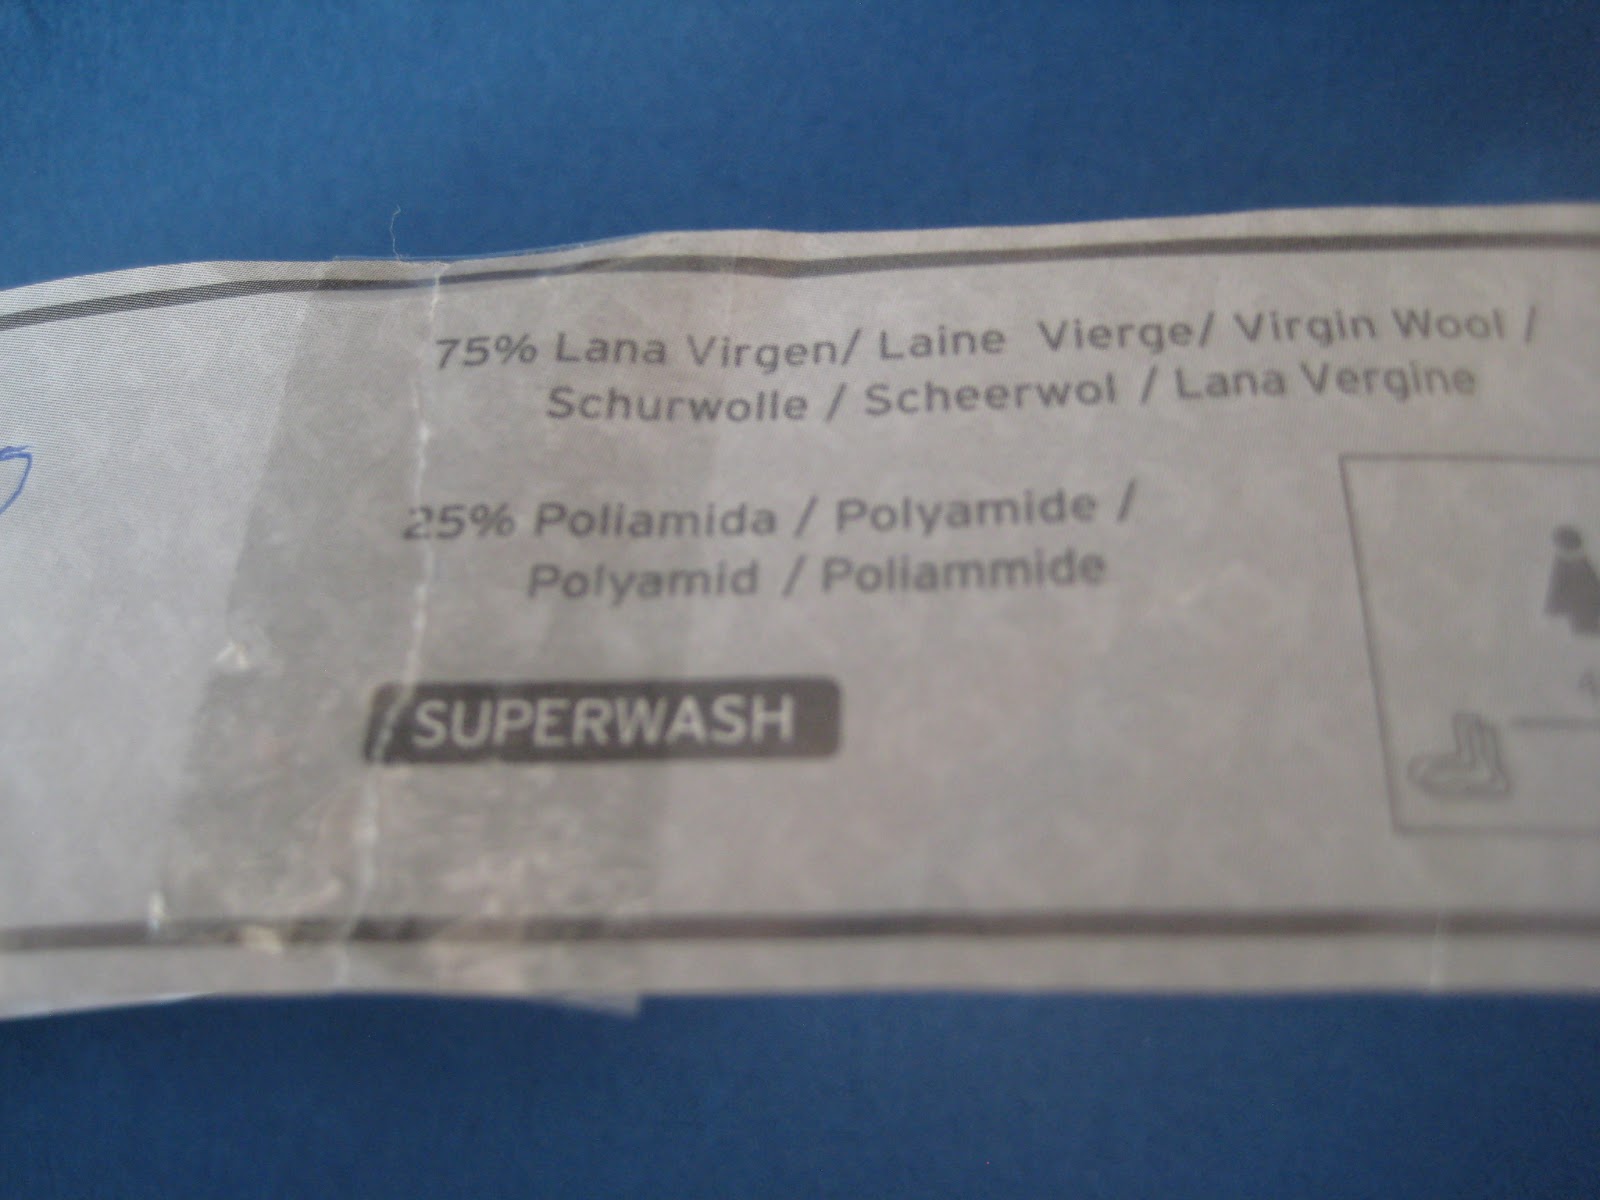 75% Lana Virgen/ Laine Vierge/ Virgin Wool /
Schurwolle / Scheerwol / Lana Vergine
25% Poliamida / Polyamide /
Polyamid / Poliammide
SUPERWASH